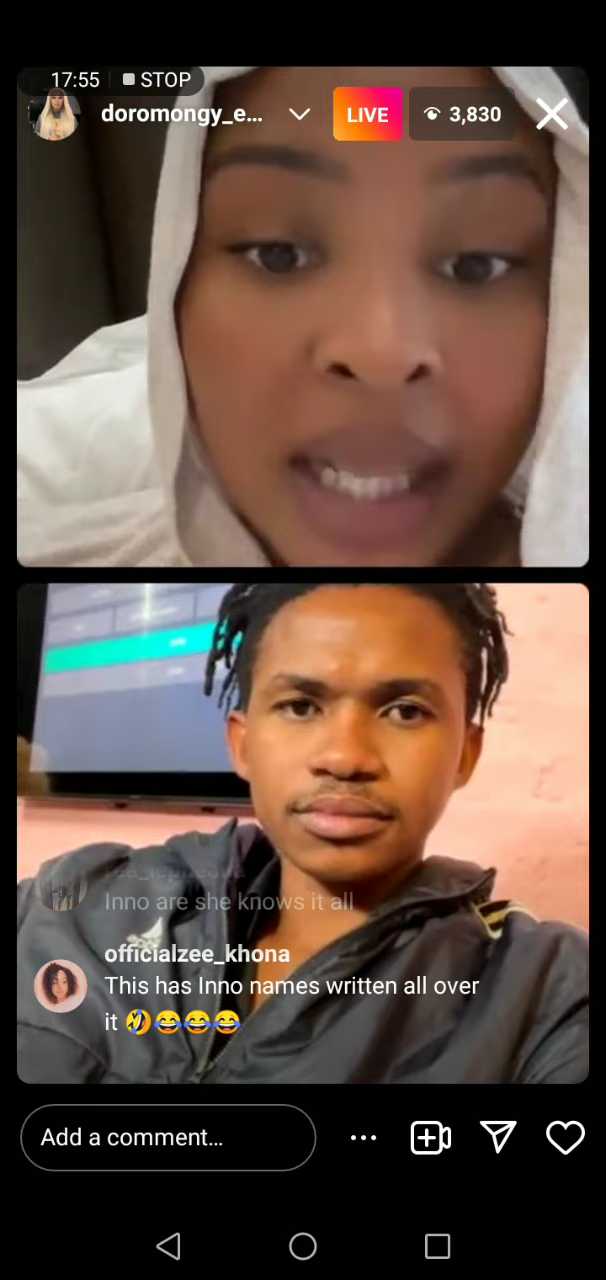 17:55 STOP
doromongy_e... LIVE 3,830
Inno are she knows it all
officialzee_khona
This has Inno names written all over
it 🤣😂😂😂
Add a comment...